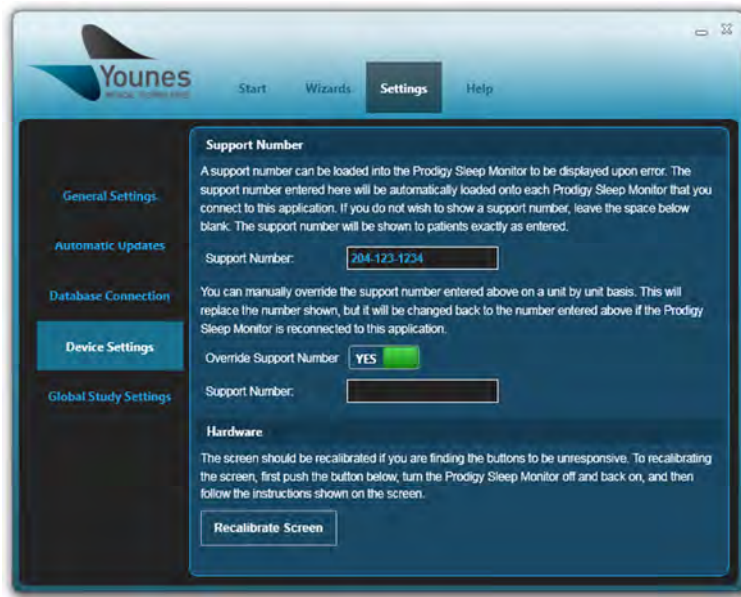 Younes
Start Wizards Settings Help
Support Number
A support number can be loaded into the Prodigy Sleep Monitor to be displayed upon error. The
support number entered here will be automatically loaded onto each Prodigy Sleep Monitor that you
connect to this application. If you do not wish to show a support number, leave the space below
blank. The support number will be shown to patients exactly as entered.
Support Number: 204-123-1234
You can manually override the support number entered above on a unit by unit basis. This will
replace the number shown, but it will be changed back to the number entered above if the Prodigy
Sleep Monitor is reconnected to this application.
Override Support Number YES
Support Number:
Hardware
The screen should be recalibrated if you are finding the buttons to be unresponsive. To recalibrating
the screen, first push the button below, turn the Prodigy Sleep Monitor off and back on, and then
follow the instructions shown on the screen.
Recalibrate Screen
General Settings
Automatic Updates
Database Connection
Device Settings
Global Study Settings